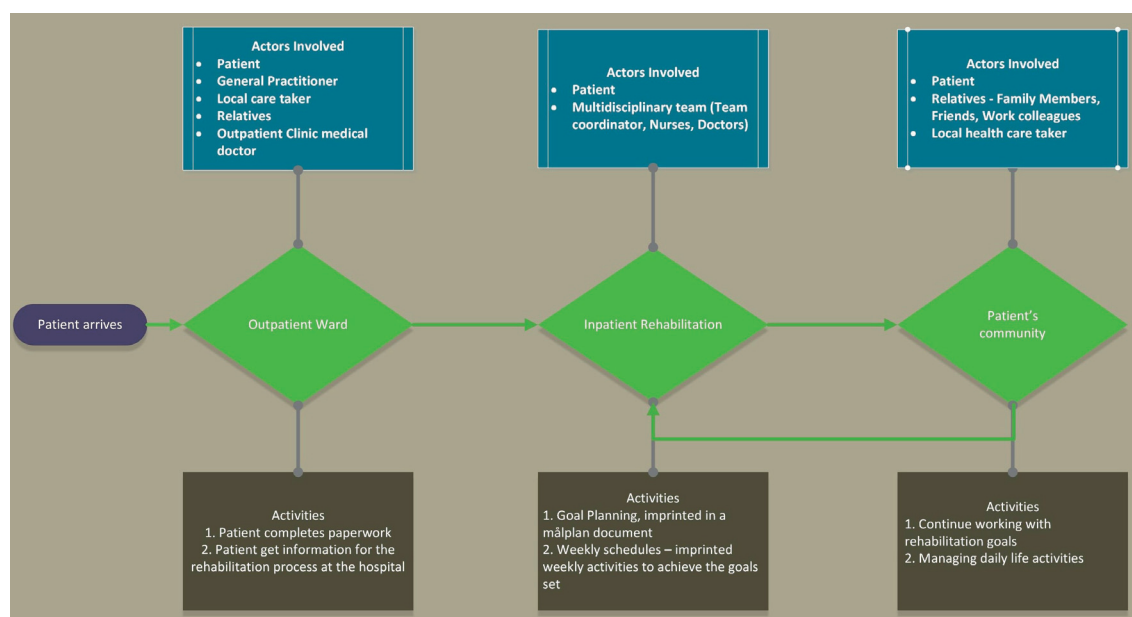 Actors Involved
• Patient
• General Practitioner
• Local care taker
• Relatives
• Outpatient Clinic medical
doctor
Actors Involved
• Patient
• Multidisciplinary team (Team
coordinator, Nurses, Doctors)
Actors Involved
• Patient
• Relatives - Family Members,
Friends, Work colleagues
• Local health care taker
Patient arrives
Outpatient Ward
Inpatient Rehabilitation
Patient's
community
Activities
1. Patient completes paperwork
2. Patient get information for the
rehabilitation process at the hospital
Activities
1. Goal Planning, imprinted in a
målplan document
2. Weekly schedules – imprinted
weekly activities to achieve the goals
set
Activities
1. Continue working with
rehabilitation goals
2. Managing daily life activities